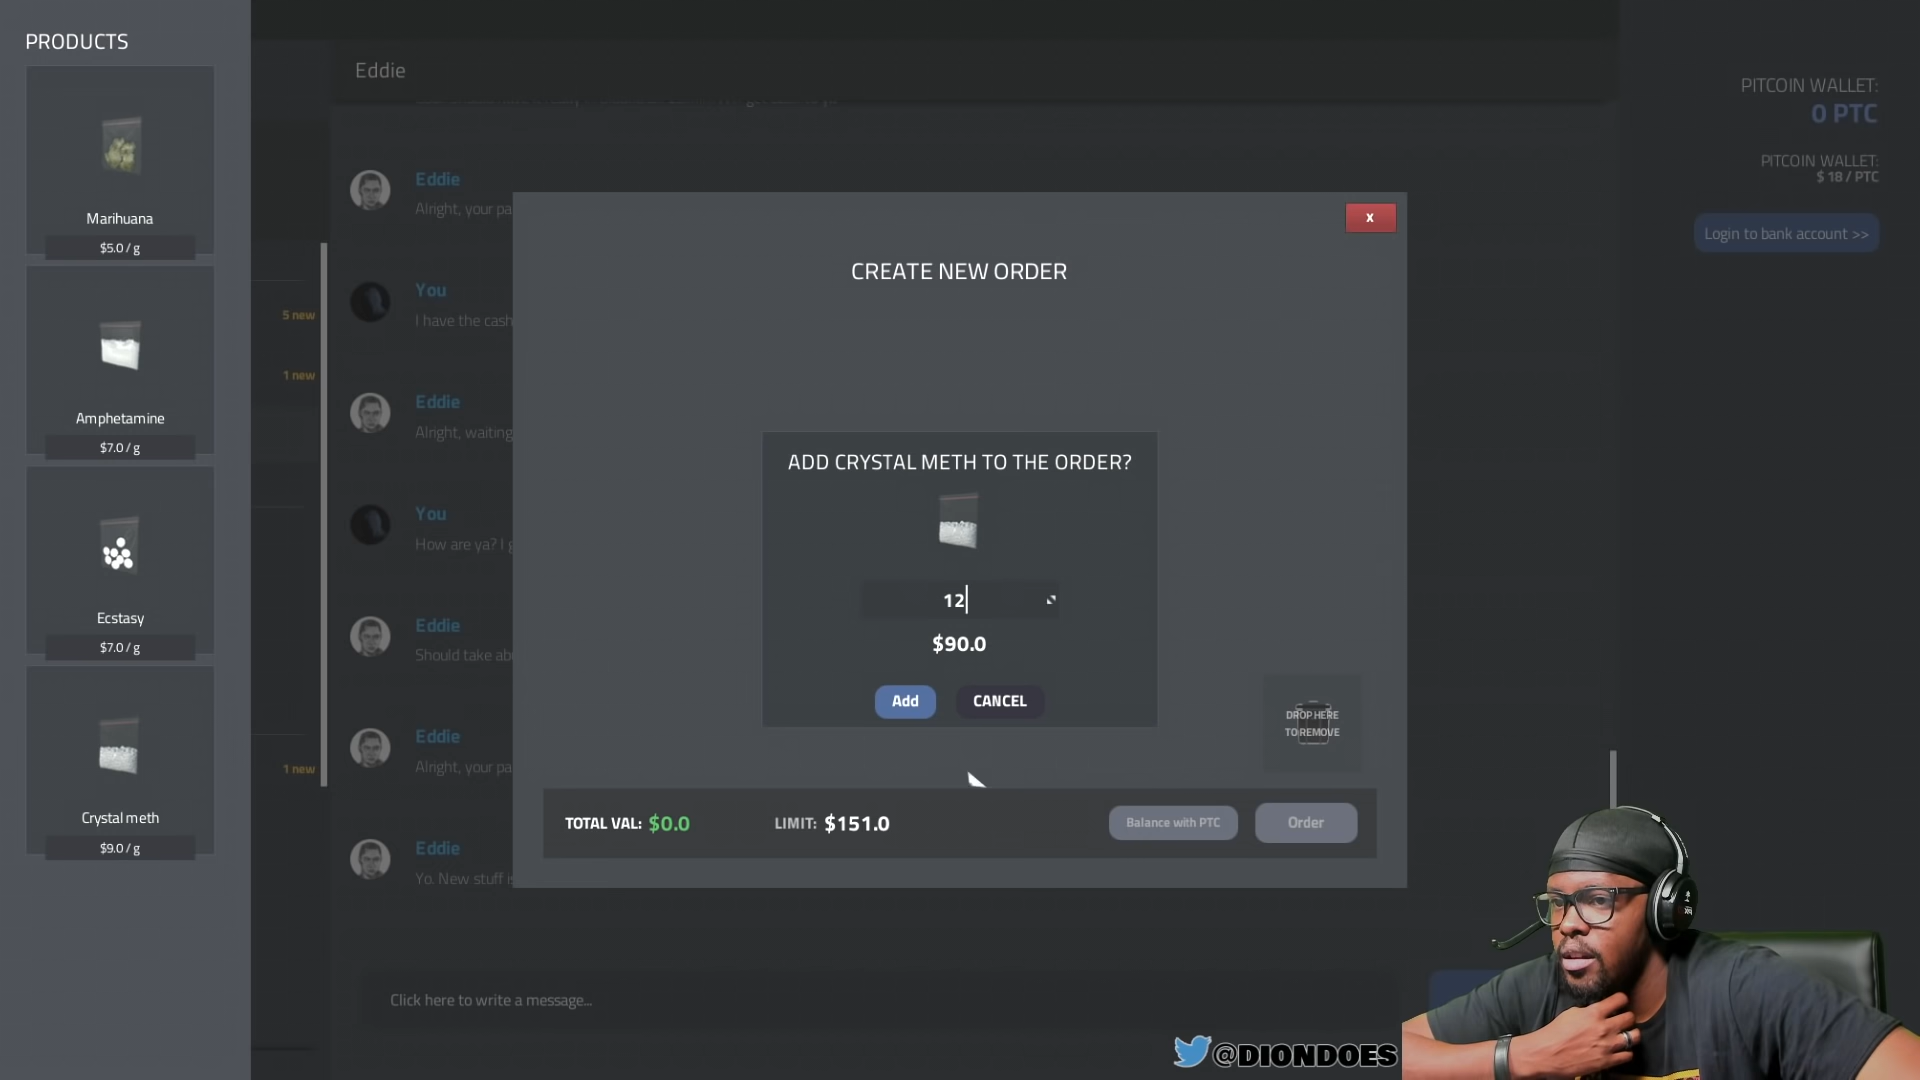 PRODUCTS
Marihuana
$5.0 / g
Amphetamine
$7.0 / g
Ecstasy
$7.0 / g
Crystal meth
$9.0 / g
5 new
1 new
1 new
Eddie
Eddie
Alright, your pa
You
I have the cash
Eddie
Alright, waiting
You
How are ya? I g
Eddie
Should take abo
Eddie
Alright, your pa
Eddie
Yo. New stuff is
Click here to write a message...
x
CREATE NEW ORDER
ADD CRYSTAL METH TO THE ORDER?
12
$90.0
Add CANCEL
DROP HERE
TO REMOVE
TOTAL VAL: $0.0 LIMIT: $151.0 Balance with PTC Order
PITCOIN WALLET:
0 PTC
PITCOIN WALLET:
$ 18 / PTC
Login to bank account >>
@DIONDOES